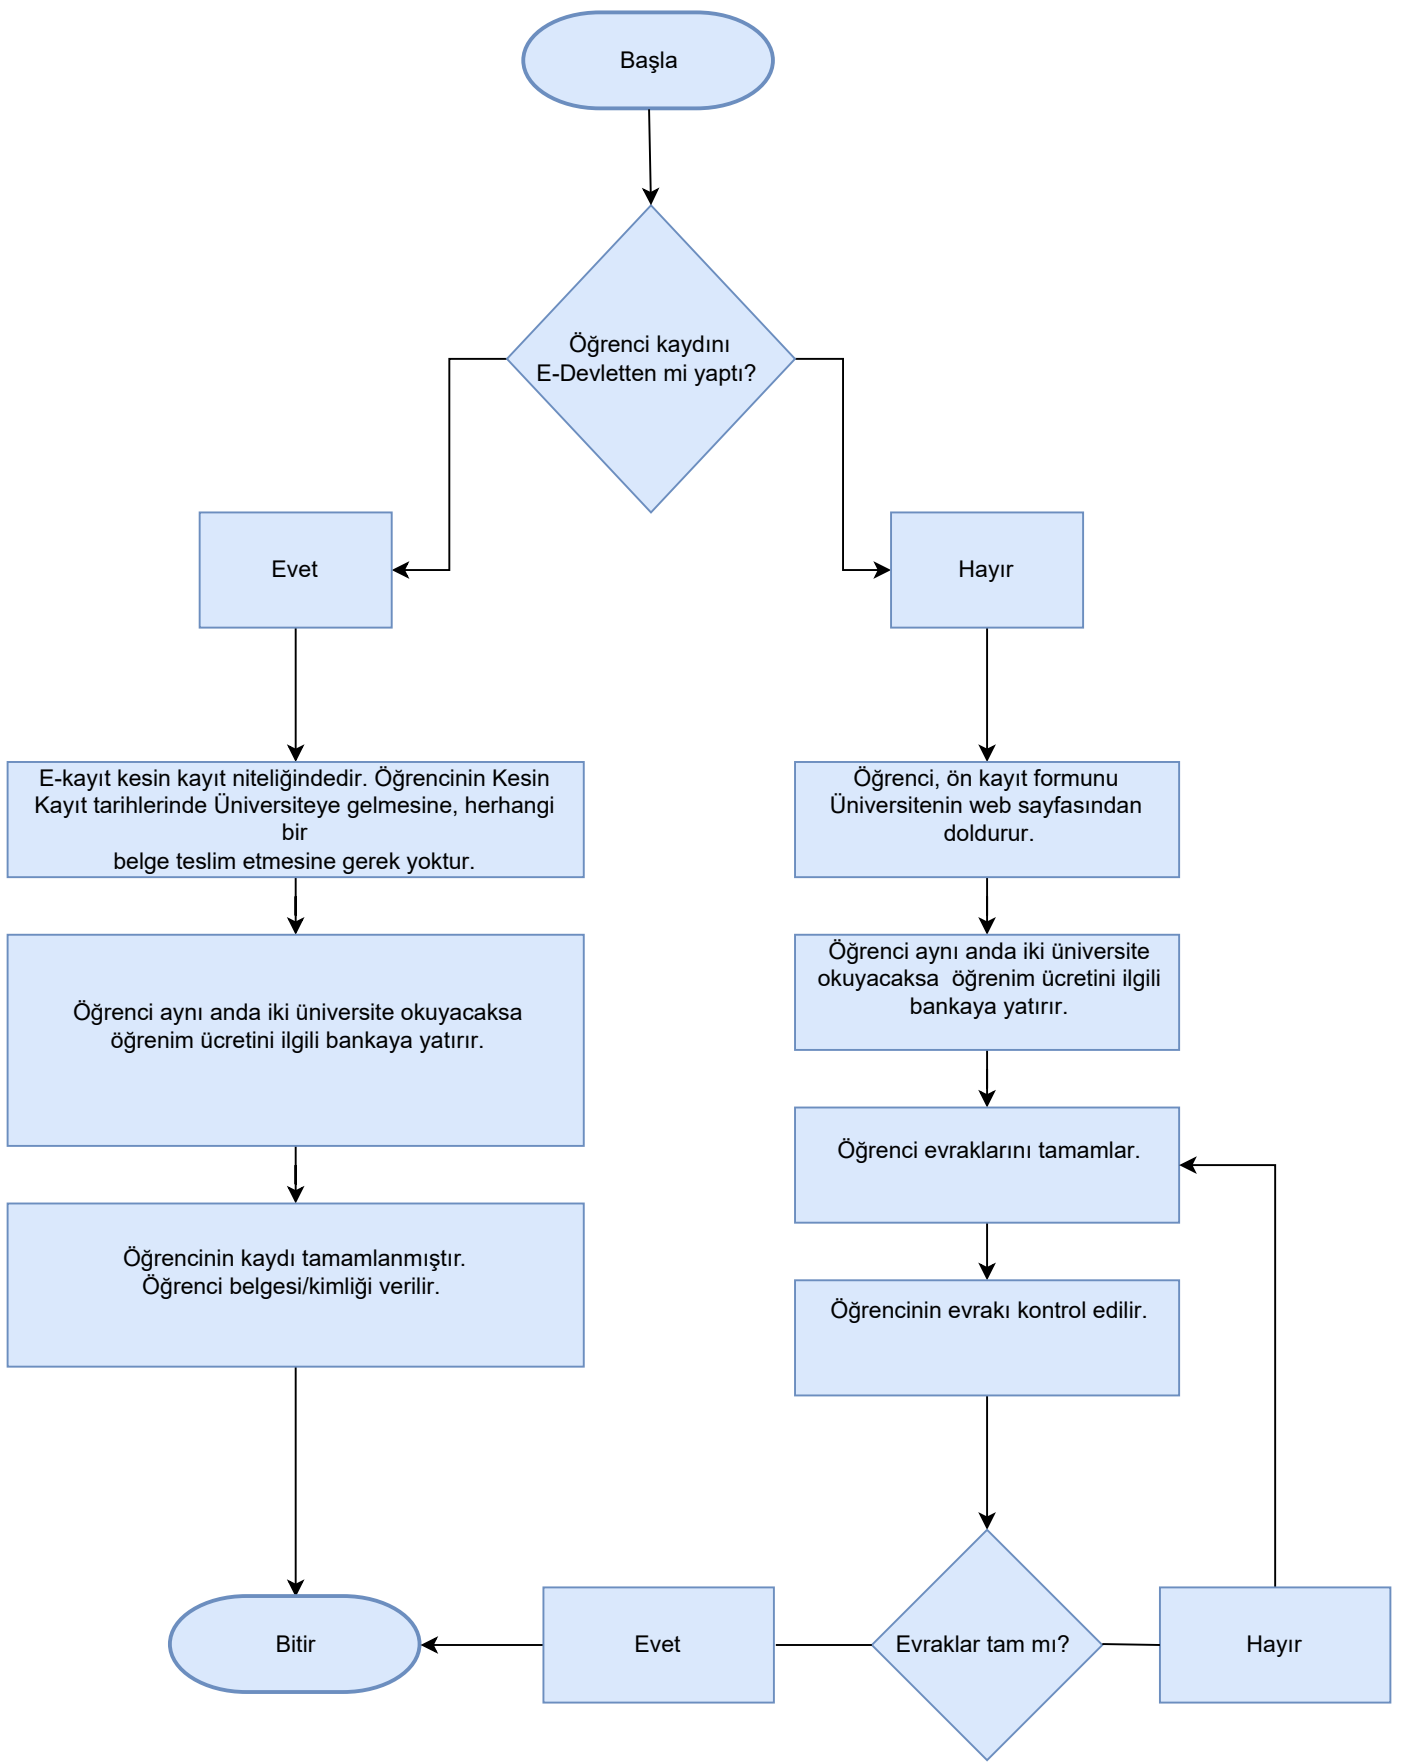 Başla
Öğrenci kaydını
E-Devletten mi yaptı?
Evet
Hayır
E-kayıt kesin kayıt niteliğindedir. Öğrencinin Kesin
Kayıt tarihlerinde Üniversiteye gelmesine, herhangi
bir
belge teslim etmesine gerek yoktur.
Öğrenci, ön kayıt formunu
Üniversitenin web sayfasından
doldurur.
Öğrenci aynı anda iki üniversite okuyacaksa
öğrenim ücretini ilgili bankaya yatırır.
Öğrenci aynı anda iki üniversite
okuyacaksa  öğrenim ücretini ilgili
bankaya yatırır.
Öğrenci evraklarını tamamlar.
Öğrencinin kaydı tamamlanmıştır.
Öğrenci belgesi/kimliği verilir.
Öğrencinin evrakı kontrol edilir.
Bitir
Evet
Evraklar tam mı?
Hayır